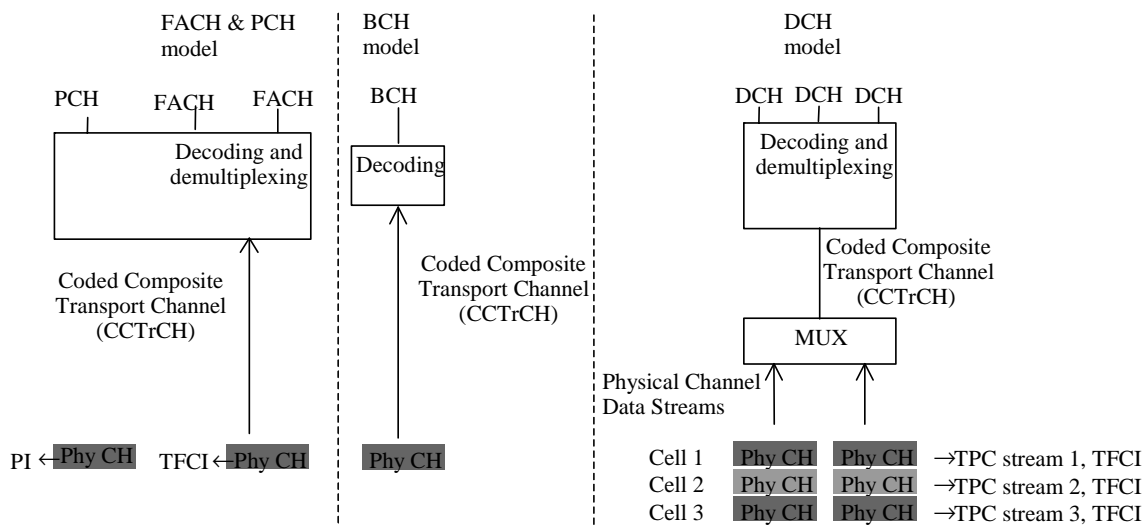 FACH & PCH
model
PCH
FACH
FACH
Decoding and
demultiplexing
Coded Composite
Transport Channel
(CCTrCH)
PI ← Phy CH
TFCI ← Phy CH
BCH
model
BCH
Decoding
Coded Composite
Transport Channel
(CCTrCH)
Phy CH
DCH
model
DCH DCH DCH
Decoding and
demultiplexing
Coded Composite
Transport Channel
(CCTrCH)
MUX
Physical Channel
Data Streams
Cell 1 Phy CH Phy CH →TPC stream 1, TFCI
Cell 2 Phy CH Phy CH →TPC stream 2, TFCI
Cell 3 Phy CH Phy CH →TPC stream 3, TFCI